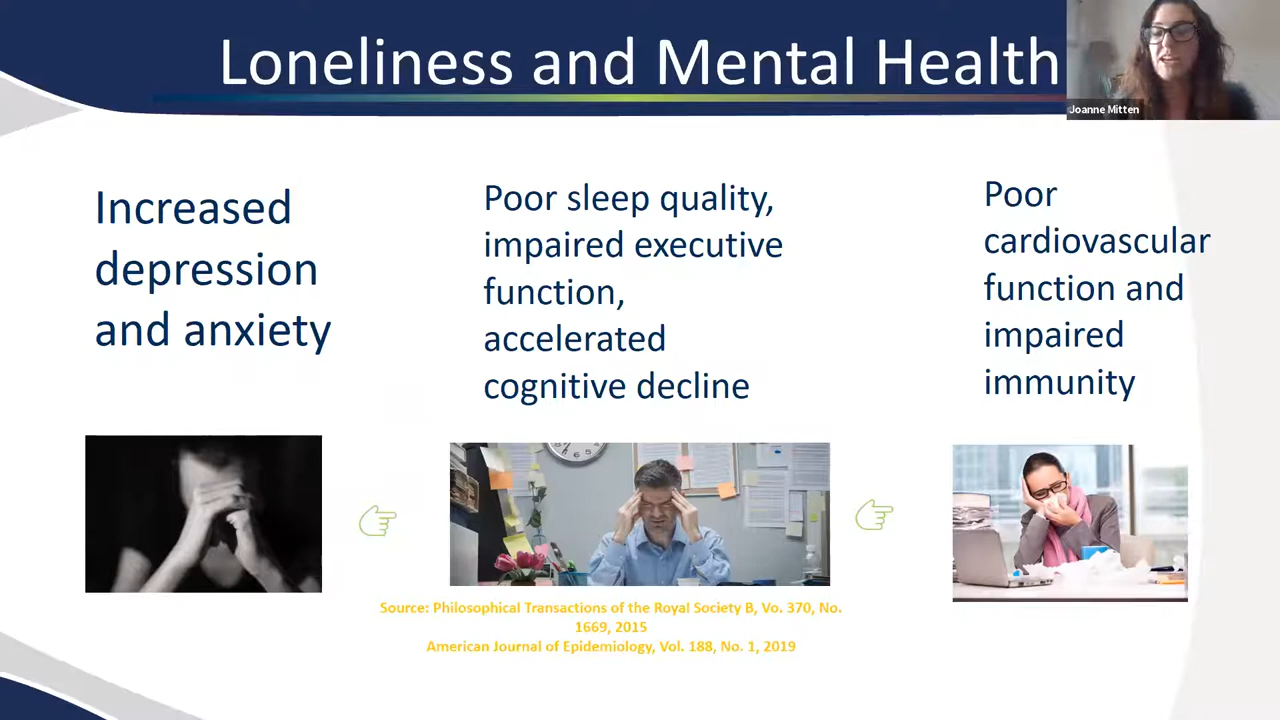 Loneliness and Mental Health
Joanne Mitten
Increased
depression
and anxiety
Poor sleep quality,
impaired executive
function,
accelerated
cognitive decline
Poor
cardiovascular
function and
impaired
immunity
Source: Philosophical Transactions of the Royal Society B, Vo. 370, No.
1669, 2015
American Journal of Epidemiology, Vol. 188, No. 1, 2019